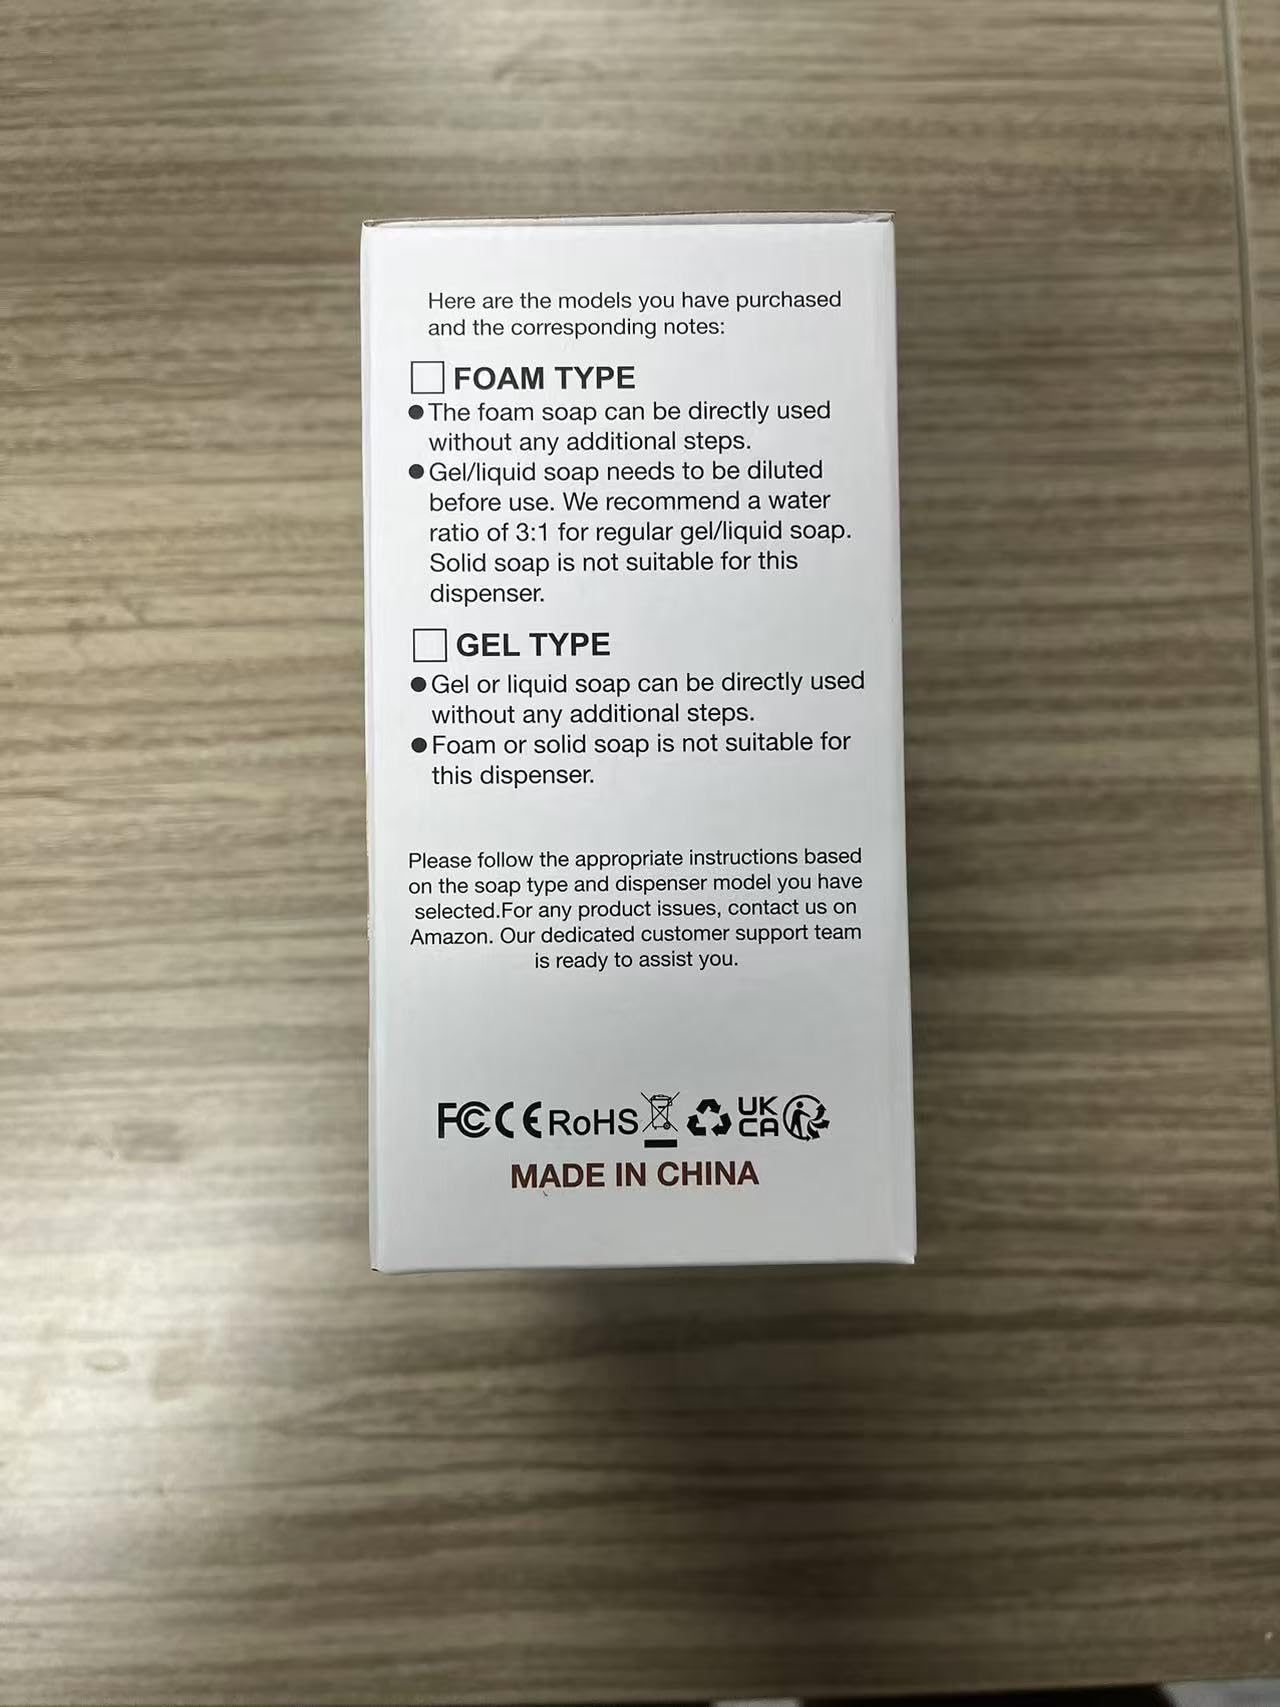 Here are the models you have purchased
and the corresponding notes:
FOAM TYPE
●The foam soap can be directly used
without any additional steps.
●Gel/liquid soap needs to be diluted
before use. We recommend a water
ratio of 3:1 for regular gel/liquid soap.
Solid soap is not suitable for this
dispenser.
GEL TYPE
●Gel or liquid soap can be directly used
without any additional steps.
●Foam or solid soap is not suitable for
this dispenser.
Please follow the appropriate instructions based
on the soap type and dispenser model you have
selected.For any product issues, contact us on
Amazon. Our dedicated customer support team
is ready to assist you.
FC CE RoHS UK CA
MADE IN CHINA